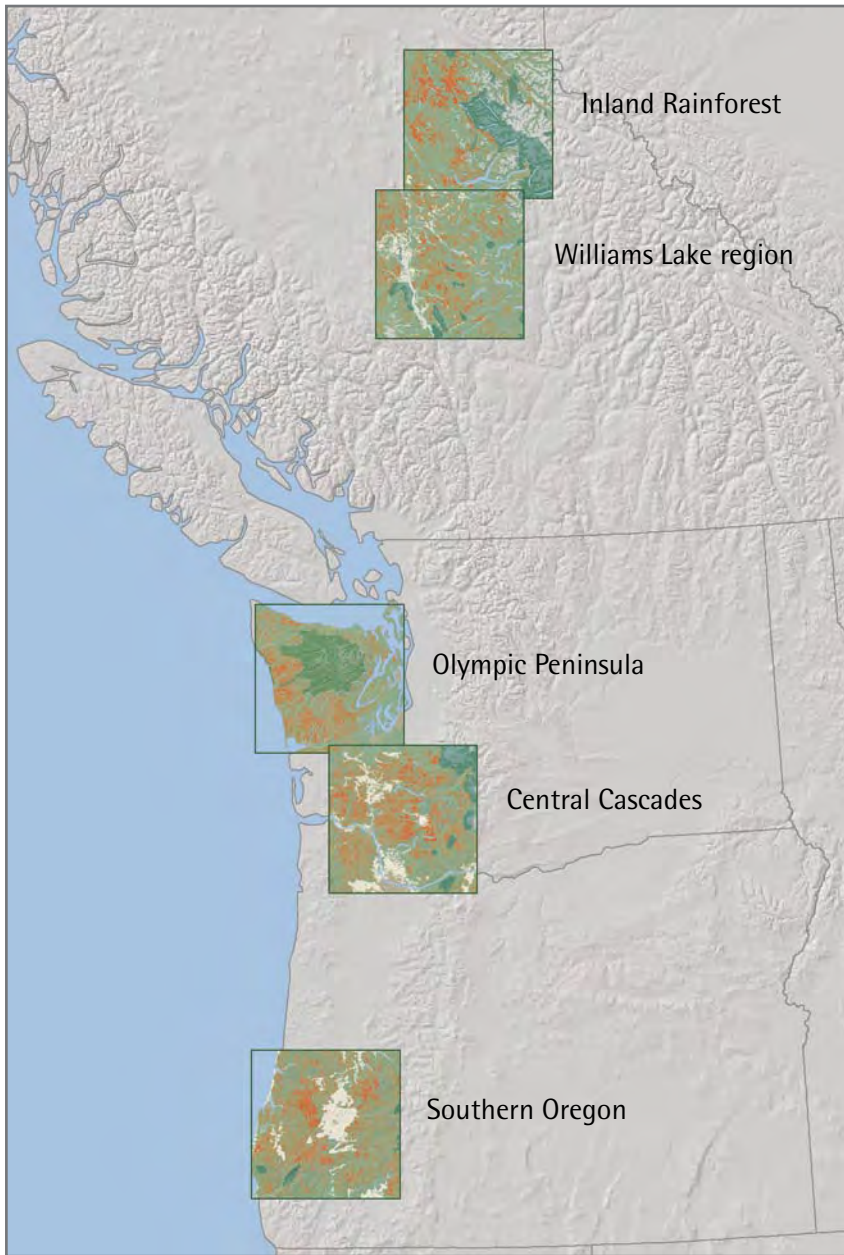 Inland Rainforest
Williams Lake region
Olympic Peninsula
Central Cascades
Southern Oregon